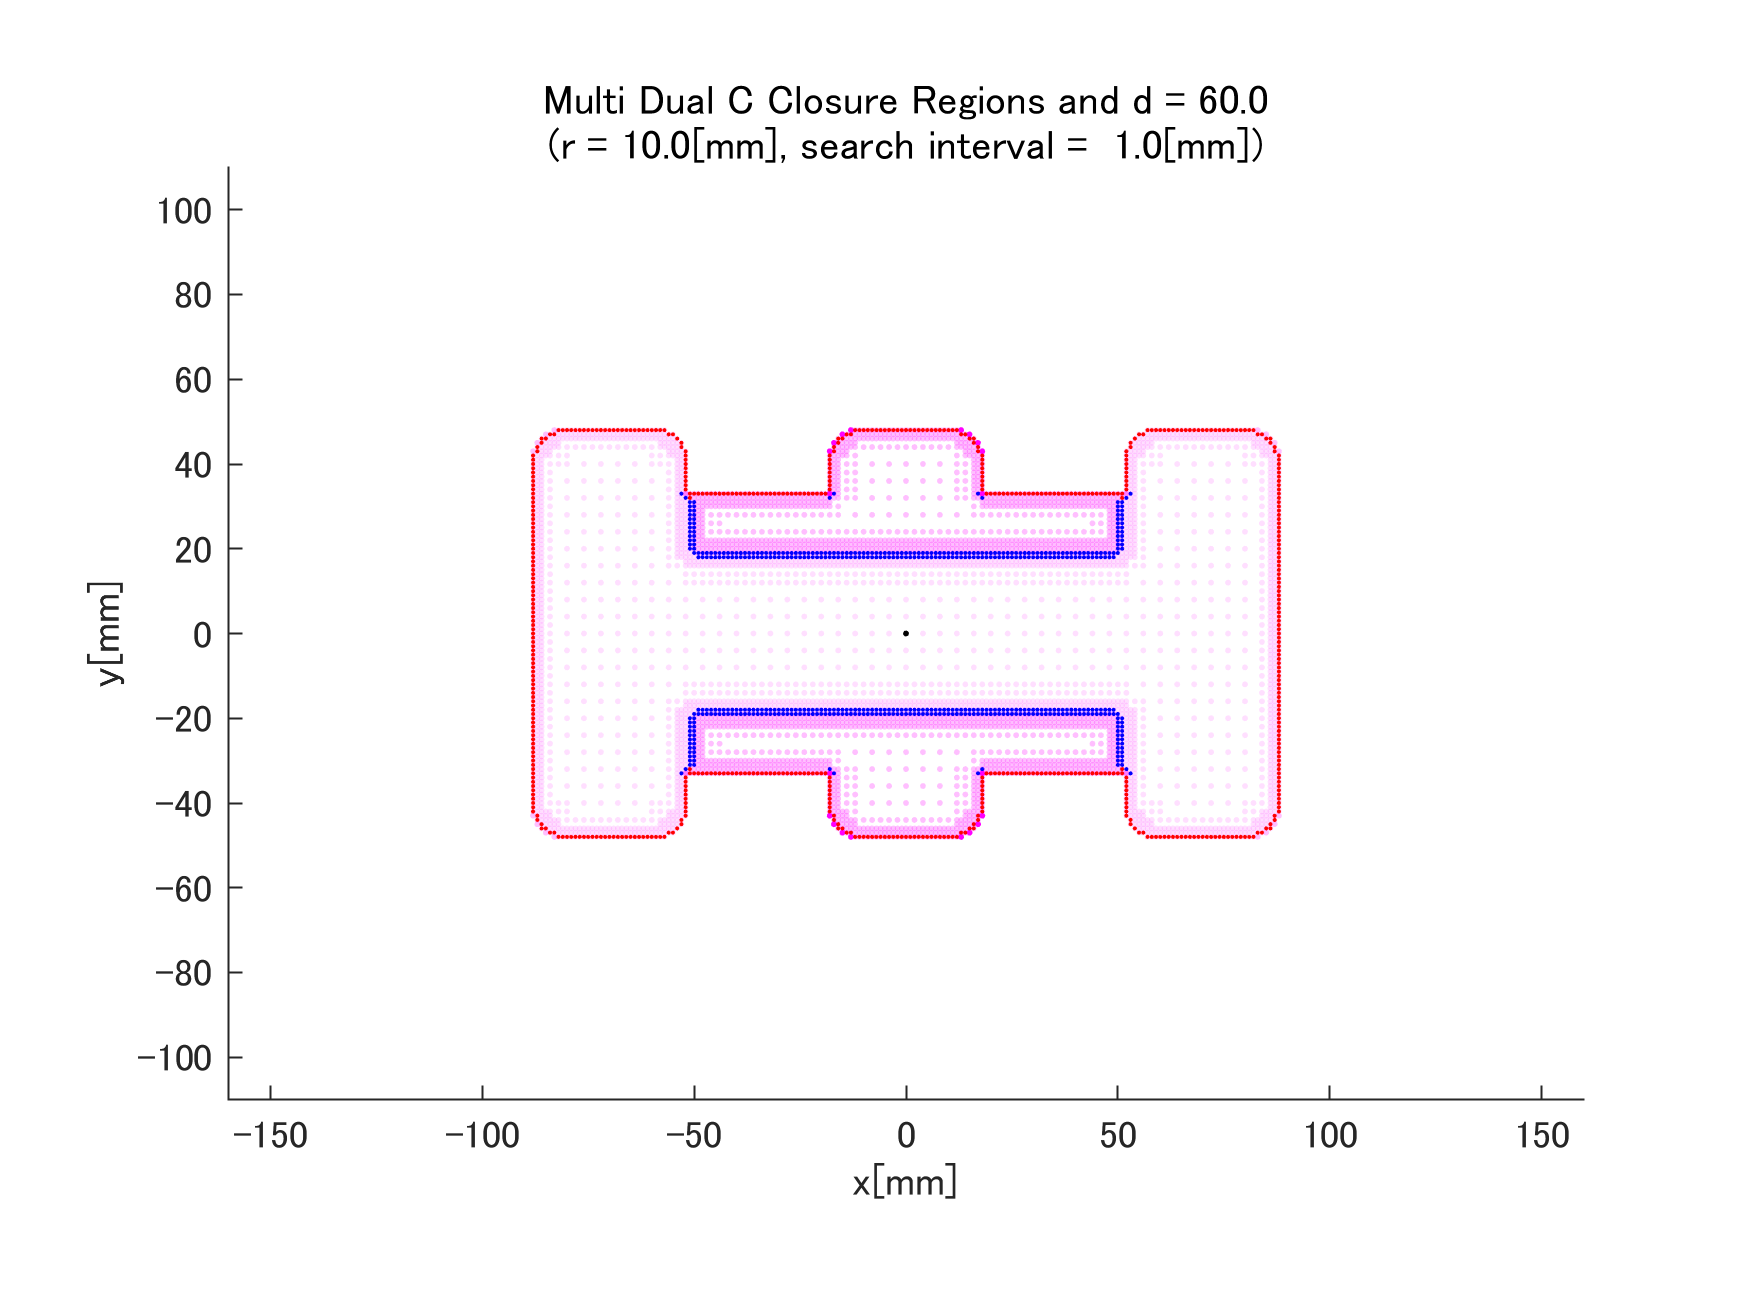 Multi Dual C Closure Regions and d = 60.0
(r = 10.0[mm], search interval =  1.0[mm])
100
80
60
40
20
0
−20
−40
−60
−80
−100
y[mm]
−150 −100 −50 0 50 100 150
x[mm]